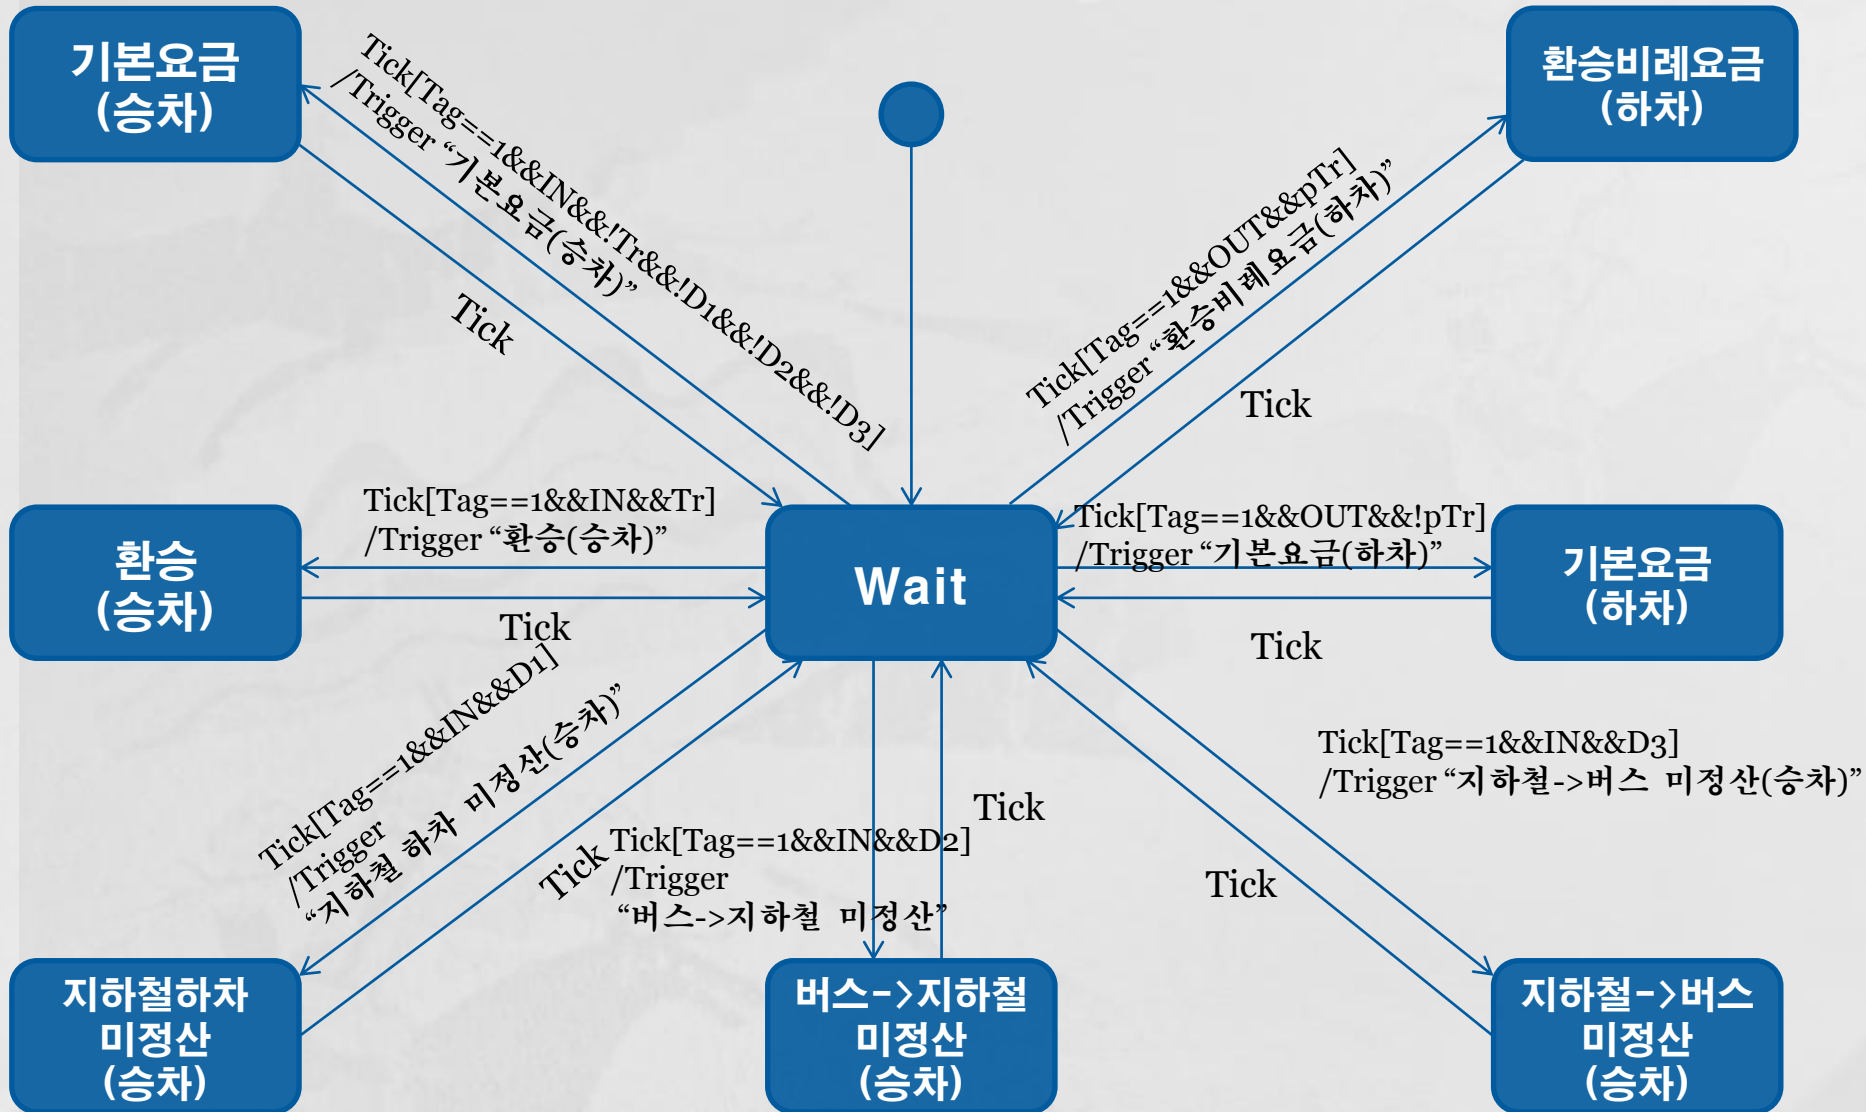 기본요금
(승차)
Tick[Tag==1&&IN&&!Tr&&!D1&&!D2&&!D3]
/Trigger “기본요금(승차)”
Tick
Tick[Tag==1&&OUT&&pTr]
/Trigger “환승비례요금(하차)”
Tick
환승비례요금
(하차)
환승
(승차)
Tick[Tag==1&&IN&&Tr]
/Trigger “환승(승차)”
Tick
Wait
Tick[Tag==1&&OUT&&!pTr]
/Trigger “기본요금(하차)”
Tick
기본요금
(하차)
Tick[Tag==1&&IN&&D1]
/Trigger
“지하철 하차 미정산(승차)”
Tick
Tick[Tag==1&&IN&&D2]
/Trigger
“버스->지하철 미정산”
Tick
Tick[Tag==1&&IN&&D3]
/Trigger “지하철->버스 미정산(승차)”
Tick
지하철하차
미정산
(승차)
버스->지하철
미정산
(승차)
지하철->버스
미정산
(승차)